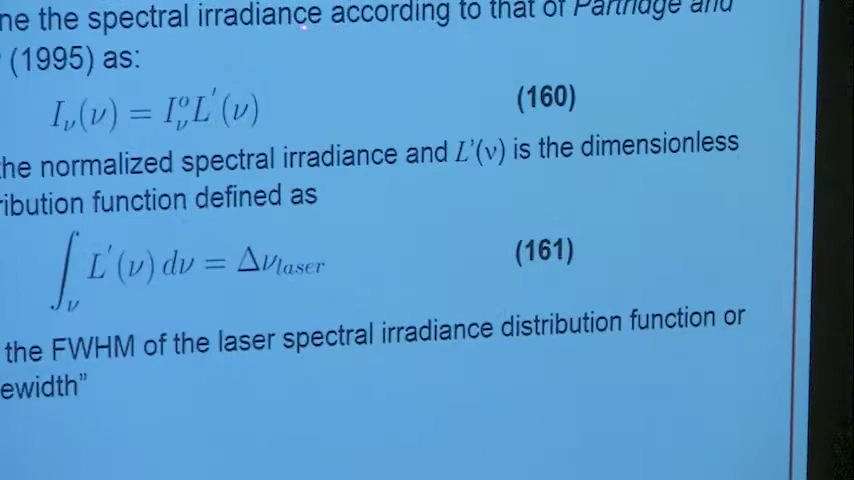 ne the spectral irradiance according to that of Partridge and
(1995) as:
I_ν(ν) = I_ν^o L'(ν) (160)
he normalized spectral irradiance and L'(ν) is the dimensionless
ribution function defined as
∫_ν L'(ν) dν = Δν_laser (161)
the FWHM of the laser spectral irradiance distribution function or
ewidth"